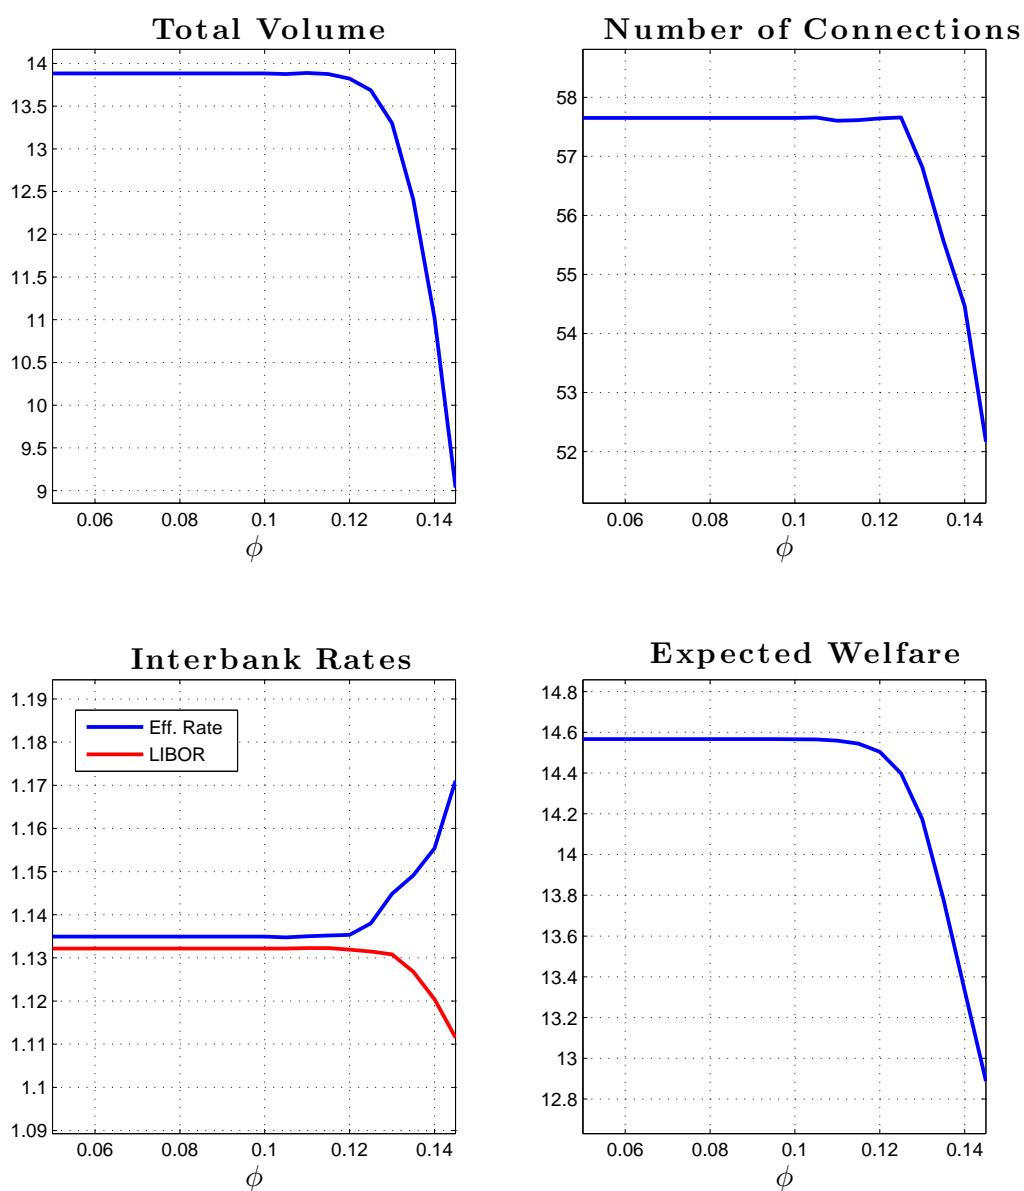 Total Volume
14
13.5
13
12.5
12
11.5
11
10.5
10
9.5
9
0.06 0.08 0.1 0.12 0.14
ϕ
Number of Connections
58
57
56
55
54
53
52
0.06 0.08 0.1 0.12 0.14
ϕ
Interbank Rates
1.19
1.18
1.17
1.16
1.15
1.14
1.13
1.12
1.11
1.1
1.09
Eff. Rate
LIBOR
0.06 0.08 0.1 0.12 0.14
ϕ
Expected Welfare
14.8
14.6
14.4
14.2
14
13.8
13.6
13.4
13.2
13
12.8
0.06 0.08 0.1 0.12 0.14
ϕ